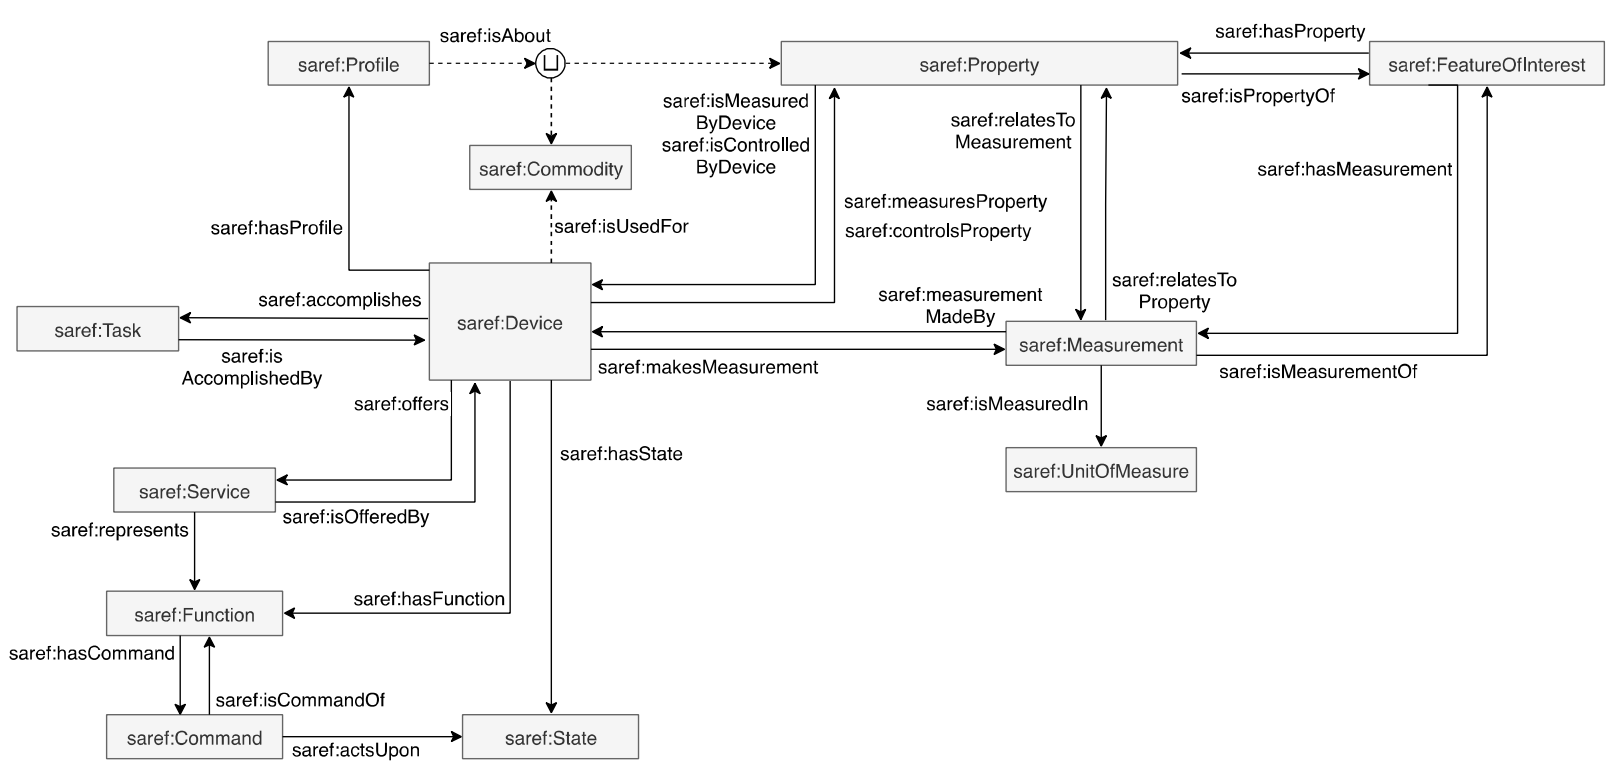 saref:isAbout
saref:hasProperty
saref:Profile
⊔
saref:Property
saref:FeatureOfInterest
saref:isMeasured
ByDevice
saref:isControlled
ByDevice
saref:relatesTo
Measurement
saref:isPropertyOf
saref:Commodity
saref:hasMeasurement
saref:measuresProperty
saref:controlsProperty
saref:hasProfile
saref:isUsedFor
saref:accomplishes
saref:Task
saref:is
AccomplishedBy
saref:Device
saref:measurement
MadeBy
saref:relatesTo
Property
saref:Measurement
saref:makesMeasurement
saref:isMeasurementOf
saref:offers
saref:isMeasuredIn
saref:hasState
saref:UnitOfMeasure
saref:Service
saref:isOfferedBy
saref:represents
saref:hasFunction
saref:Function
saref:hasCommand
saref:isCommandOf
saref:Command
saref:actsUpon
saref:State